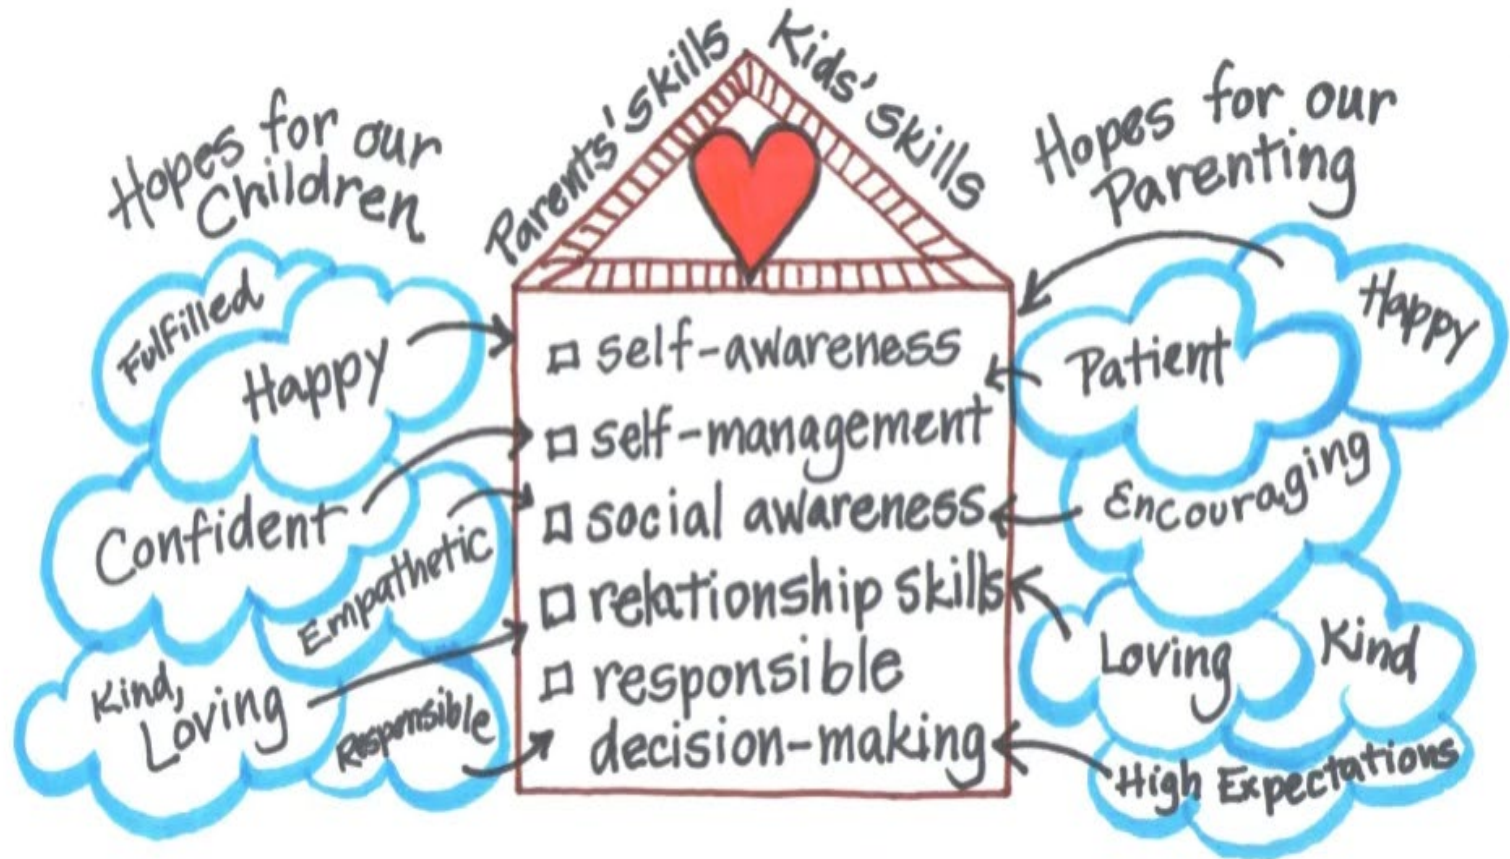 Parents' skills
Kids' skills
Hopes for our
Children
Fulfilled
Happy
Confident
Empathetic
Kind,
Loving
Responsible
□ self-awareness
□ self-management
□ social awareness
□ relationship skills
□ responsible
decision-making
Hopes for our
Parenting
Happy
Patient
Encouraging
Loving
Kind
High Expectations